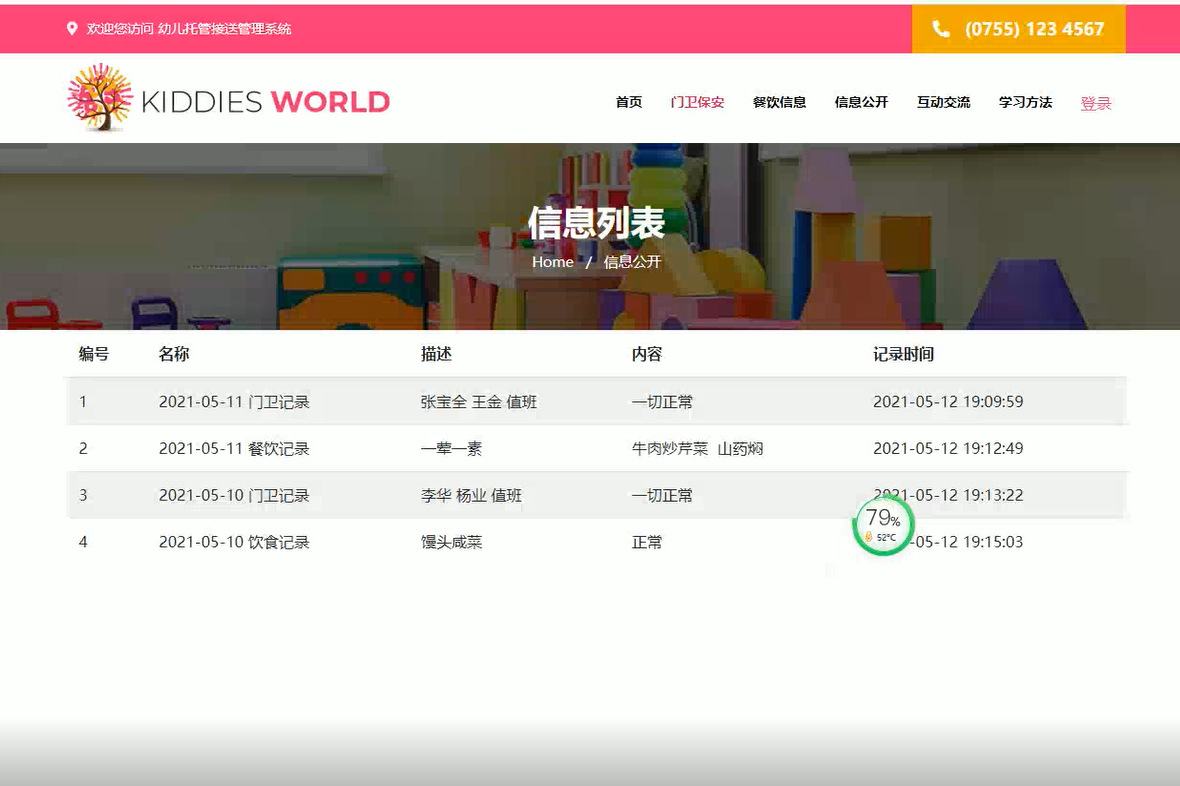 欢迎您访问 幼儿托管接送管理系统
(0755) 123 4567
KIDDIES WORLD
首页 门卫保安 餐饮信息 信息公开 互动交流 学习方法 登录
信息列表
Home / 信息公开
编号 名称 描述 内容 记录时间
1 2021-05-11 门卫记录 张宝全 王金 值班 一切正常 2021-05-12 19:09:59
2 2021-05-11 餐饮记录 一荤一素 牛肉炒芹菜 山药焖 2021-05-12 19:12:49
3 2021-05-10 门卫记录 李华 杨业 值班 一切正常 2021-05-12 19:13:22
4 2021-05-10 饮食记录 馒头咸菜 正常 -05-12 19:15:03
79%
52°C